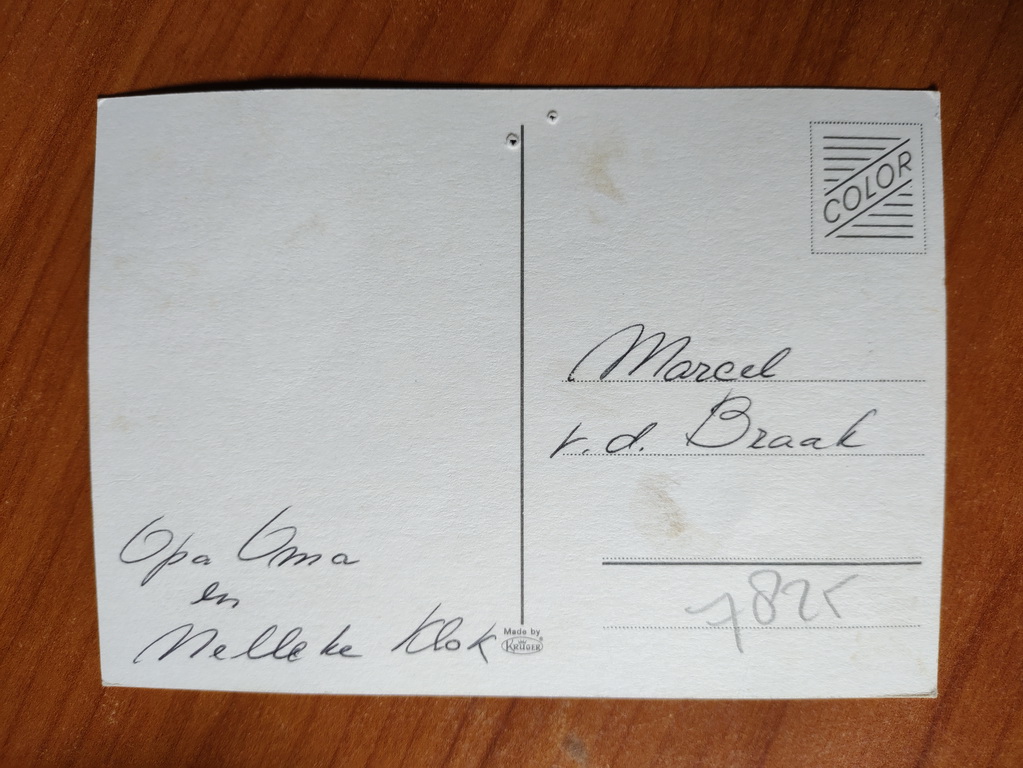 COLOR
Marcel
v. d. Braak
Opa Oma
en
Nelleke Klok
Made by
KRÜGER
7825